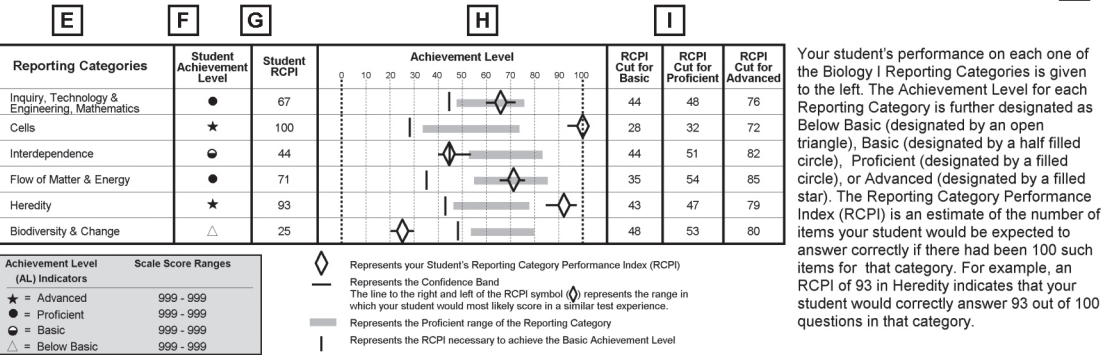 E F G H I
Reporting Categories
Student
Achievement
Level
Student
RCPI
Achievement Level
0 10 20 30 40 50 60 70 80 90 100
RCPI
Cut for
Basic
RCPI
Cut for
Proficient
RCPI
Cut for
Advanced
Inquiry, Technology &
Engineering, Mathematics
67 44 48 76
Cells ★ 100 28 32 72
Interdependence 44 44 51 82
Flow of Matter & Energy ● 71 35 54 85
Heredity ★ 93 43 47 79
Biodiversity & Change △ 25 48 53 80
Achievement Level
(AL) Indicators
Scale Score Ranges
★ = Advanced 999 - 999
● = Proficient 999 - 999
◒ = Basic 999 - 999
△ = Below Basic 999 - 999
Represents your Student's Reporting Category Performance Index (RCPI)
Represents the Confidence Band
The line to the right and left of the RCPI symbol (◊) represents the range in
which your student would most likely score in a similar test experience.
Represents the Proficient range of the Reporting Category
Represents the RCPI necessary to achieve the Basic Achievement Level
Your student's performance on each one of
the Biology I Reporting Categories is given
to the left. The Achievement Level for each
Reporting Category is further designated as
Below Basic (designated by an open
triangle), Basic (designated by a half filled
circle), Proficient (designated by a filled
circle), or Advanced (designated by a filled
star). The Reporting Category Performance
Index (RCPI) is an estimate of the number of
items your student would be expected to
answer correctly if there had been 100 such
items for that category. For example, an
RCPI of 93 in Heredity indicates that your
student would correctly answer 93 out of 100
questions in that category.